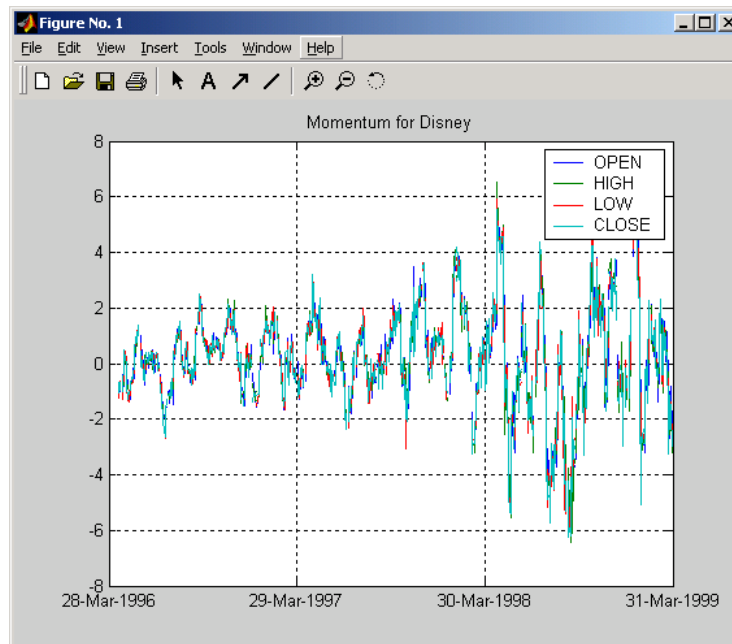 Figure No. 1
File Edit View Insert Tools Window Help
A
Momentum for Disney
OPEN
HIGH
LOW
CLOSE
8
6
4
2
0
-2
-4
-6
-8
28-Mar-1996 29-Mar-1997 30-Mar-1998 31-Mar-1999